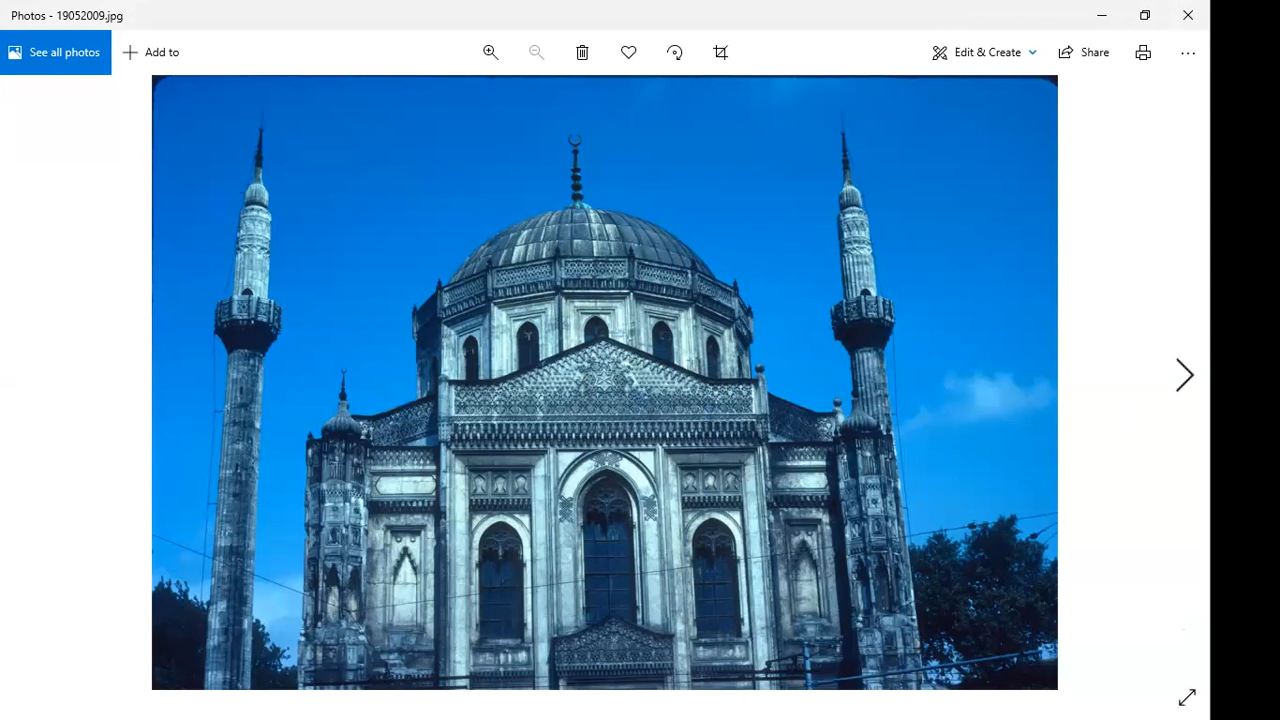 Photos - 19052009.jpg
See all photos
Add to
Edit & Create
Share